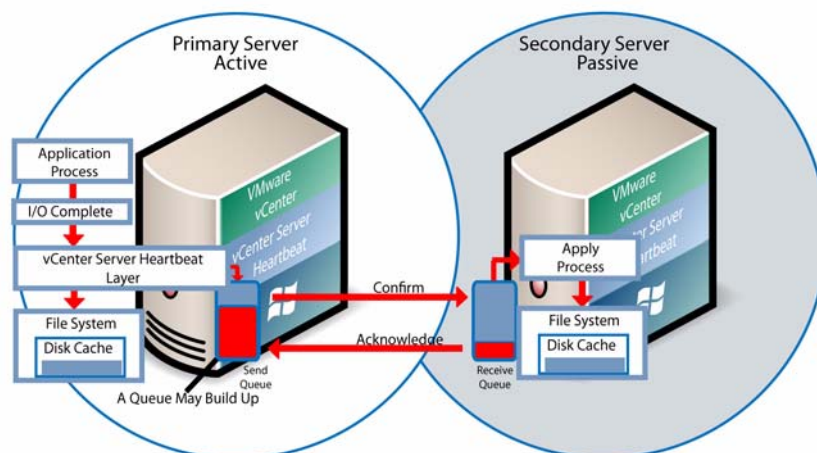 Primary Server
Active
Secondary Server
Passive
Application
Process
I/O Complete
vCenter Server Heartbeat
Layer
File System
Disk Cache
A Queue May Build Up
VMware
vCenter
vCenter Server
Heartbeat
Send
Queue
Confirm
Acknowledge
Receive
Queue
VMware
vCenter
Server
Apply
Process
File System
Disk Cache